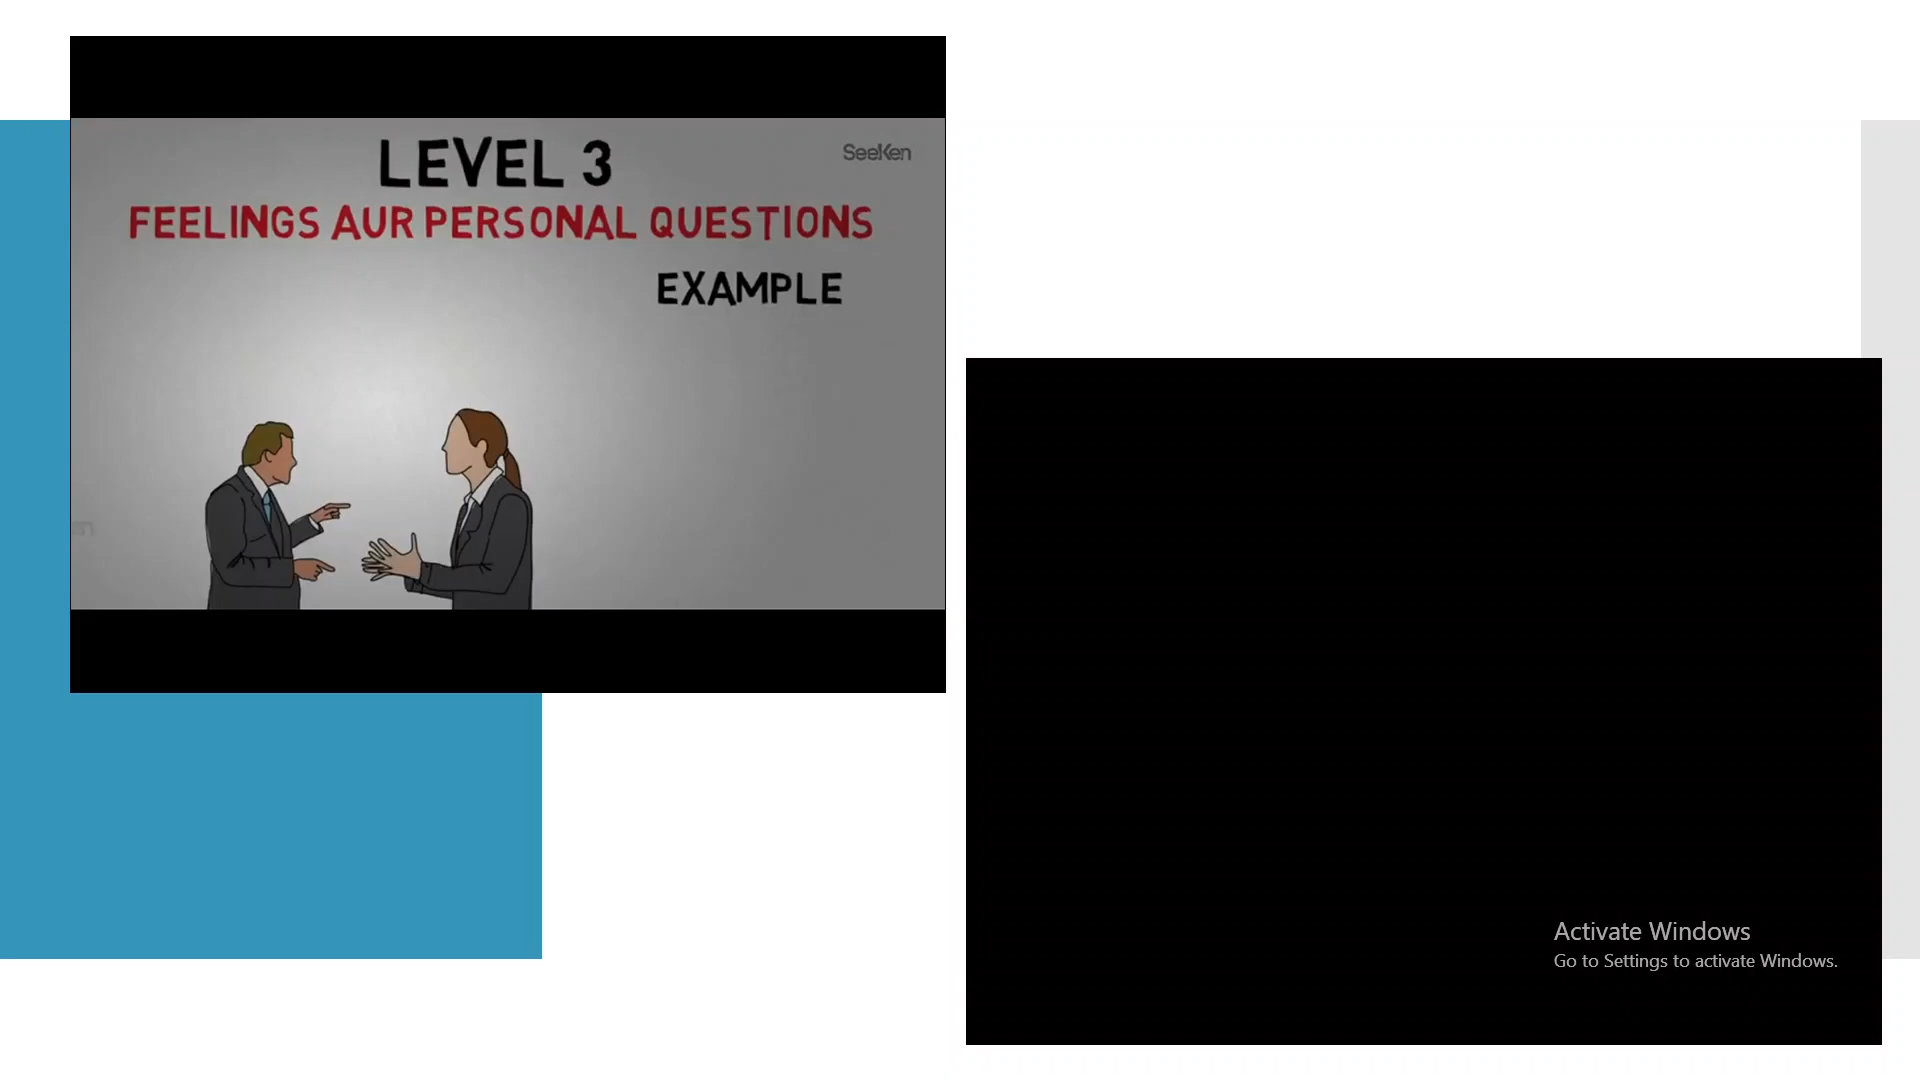 LEVEL 3
SeeKen
FEELINGS AUR PERSONAL QUESTIONS
EXAMPLE
Activate Windows
Go to Settings to activate Windows.